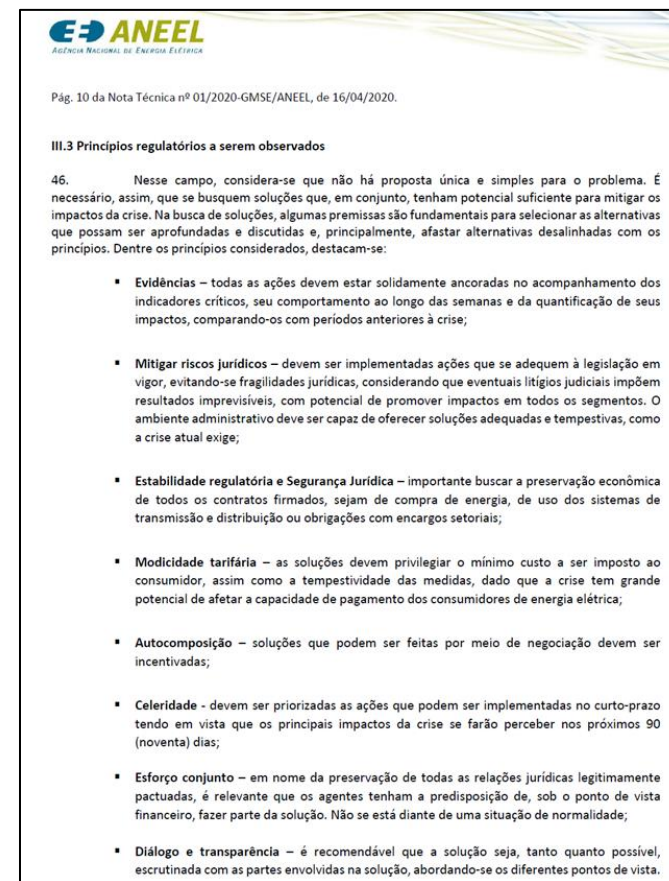 ANEEL
AGÊNCIA NACIONAL DE ENERGIA ELÉTRICA
Pág. 10 da Nota Técnica nº 01/2020-GMSE/ANEEL, de 16/04/2020.
III.3 Princípios regulatórios a serem observados
46. Nesse campo, considera-se que não há proposta única e simples para o problema. É
necessário, assim, que se busquem soluções que, em conjunto, tenham potencial suficiente para mitigar os
impactos da crise. Na busca de soluções, algumas premissas são fundamentais para selecionar as alternativas
que possam ser aprofundadas e discutidas e, principalmente, afastar alternativas desalinhadas com os
princípios. Dentre os princípios considerados, destacam-se:
▪ Evidências – todas as ações devem estar solidamente ancoradas no acompanhamento dos
indicadores críticos, seu comportamento ao longo das semanas e da quantificação de seus
impactos, comparando-os com períodos anteriores à crise;
▪ Mitigar riscos jurídicos – devem ser implementadas ações que se adequem à legislação em
vigor, evitando-se fragilidades jurídicas, considerando que eventuais litígios judiciais impõem
resultados imprevisíveis, com potencial de promover impactos em todos os segmentos. O
ambiente administrativo deve ser capaz de oferecer soluções adequadas e tempestivas, como
a crise atual exige;
▪ Estabilidade regulatória e Segurança Jurídica – importante buscar a preservação econômica
de todos os contratos firmados, sejam de compra de energia, de uso dos sistemas de
transmissão e distribuição ou obrigações com encargos setoriais;
▪ Modicidade tarifária – as soluções devem privilegiar o mínimo custo a ser imposto ao
consumidor, assim como a tempestividade das medidas, dado que a crise tem grande
potencial de afetar a capacidade de pagamento dos consumidores de energia elétrica;
▪ Autocomposição – soluções que podem ser feitas por meio de negociação devem ser
incentivadas;
▪ Celeridade - devem ser priorizadas as ações que podem ser implementadas no curto-prazo
tendo em vista que os principais impactos da crise se farão perceber nos próximos 90
(noventa) dias;
▪ Esforço conjunto – em nome da preservação de todas as relações jurídicas legitimamente
pactuadas, é relevante que os agentes tenham a predisposição de, sob o ponto de vista
financeiro, fazer parte da solução. Não se está diante de uma situação de normalidade;
▪ Diálogo e transparência – é recomendável que a solução seja, tanto quanto possível,
escrutinada com as partes envolvidas na solução, abordando-se os diferentes pontos de vista.